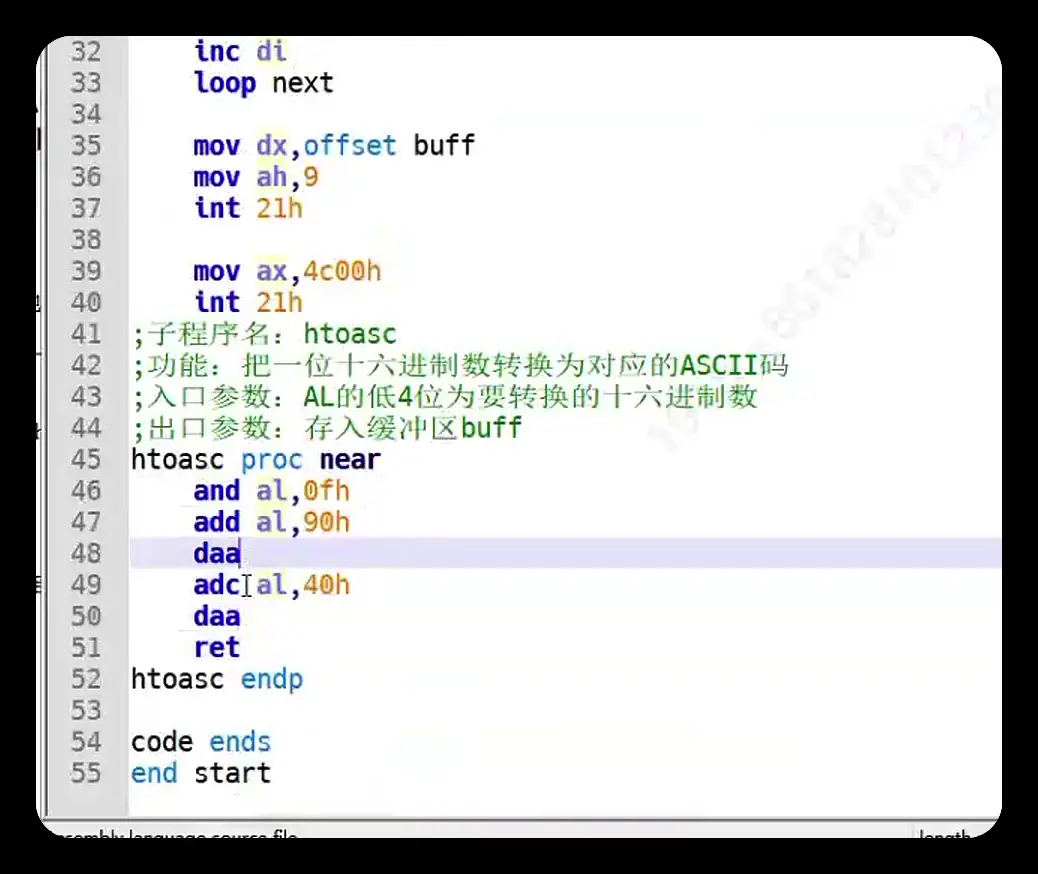 32 inc di
33 loop next
34
35 mov dx,offset buff
36 mov ah,9
37 int 21h
38
39 mov ax,4c00h
40 int 21h
41 ;子程序名：htoasc
42 ;功能：把一位十六进制数转换为对应的ASCII码
43 ;入口参数：AL的低4位为要转换的十六进制数
44 ;出口参数：存入缓冲区buff
45 htoasc proc near
46 and al,0fh
47 add al,90h
48 daa
49 adc al,40h
50 daa
51 ret
52 htoasc endp
53
54 code ends
55 end start
language source file
length